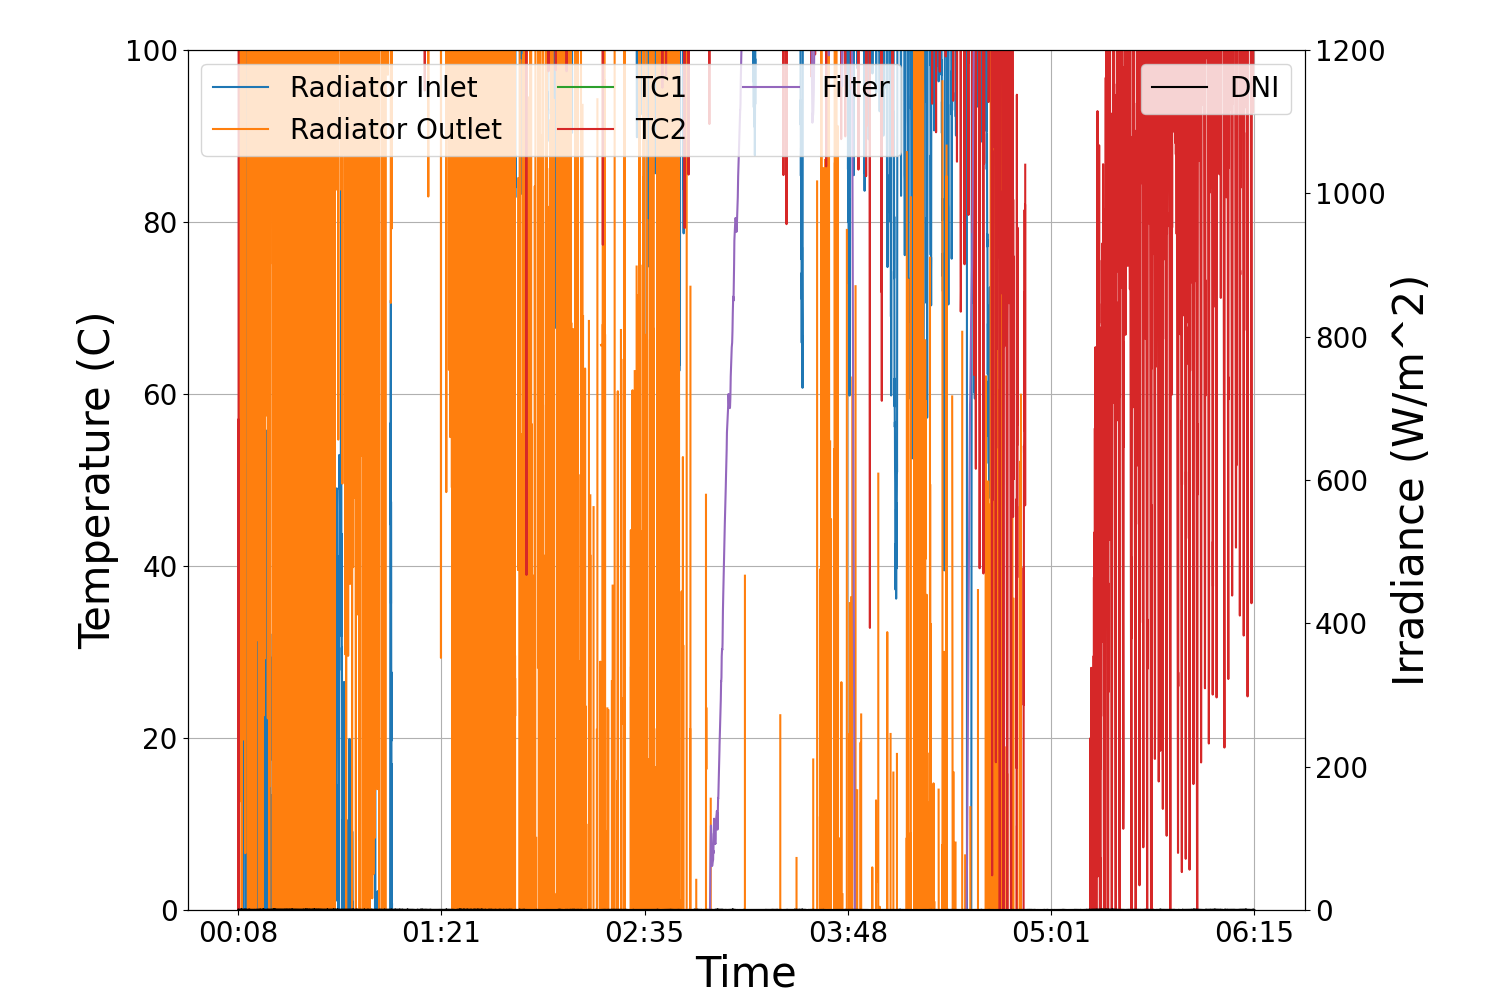 Radiator Inlet
Radiator Outlet
TC1
TC2
Filter
DNI
Temperature (C)
100
80
60
40
20
0
Irradiance (W/m^2)
1200
1000
800
600
400
200
0
00:08 01:21 02:35 03:48 05:01 06:15
Time